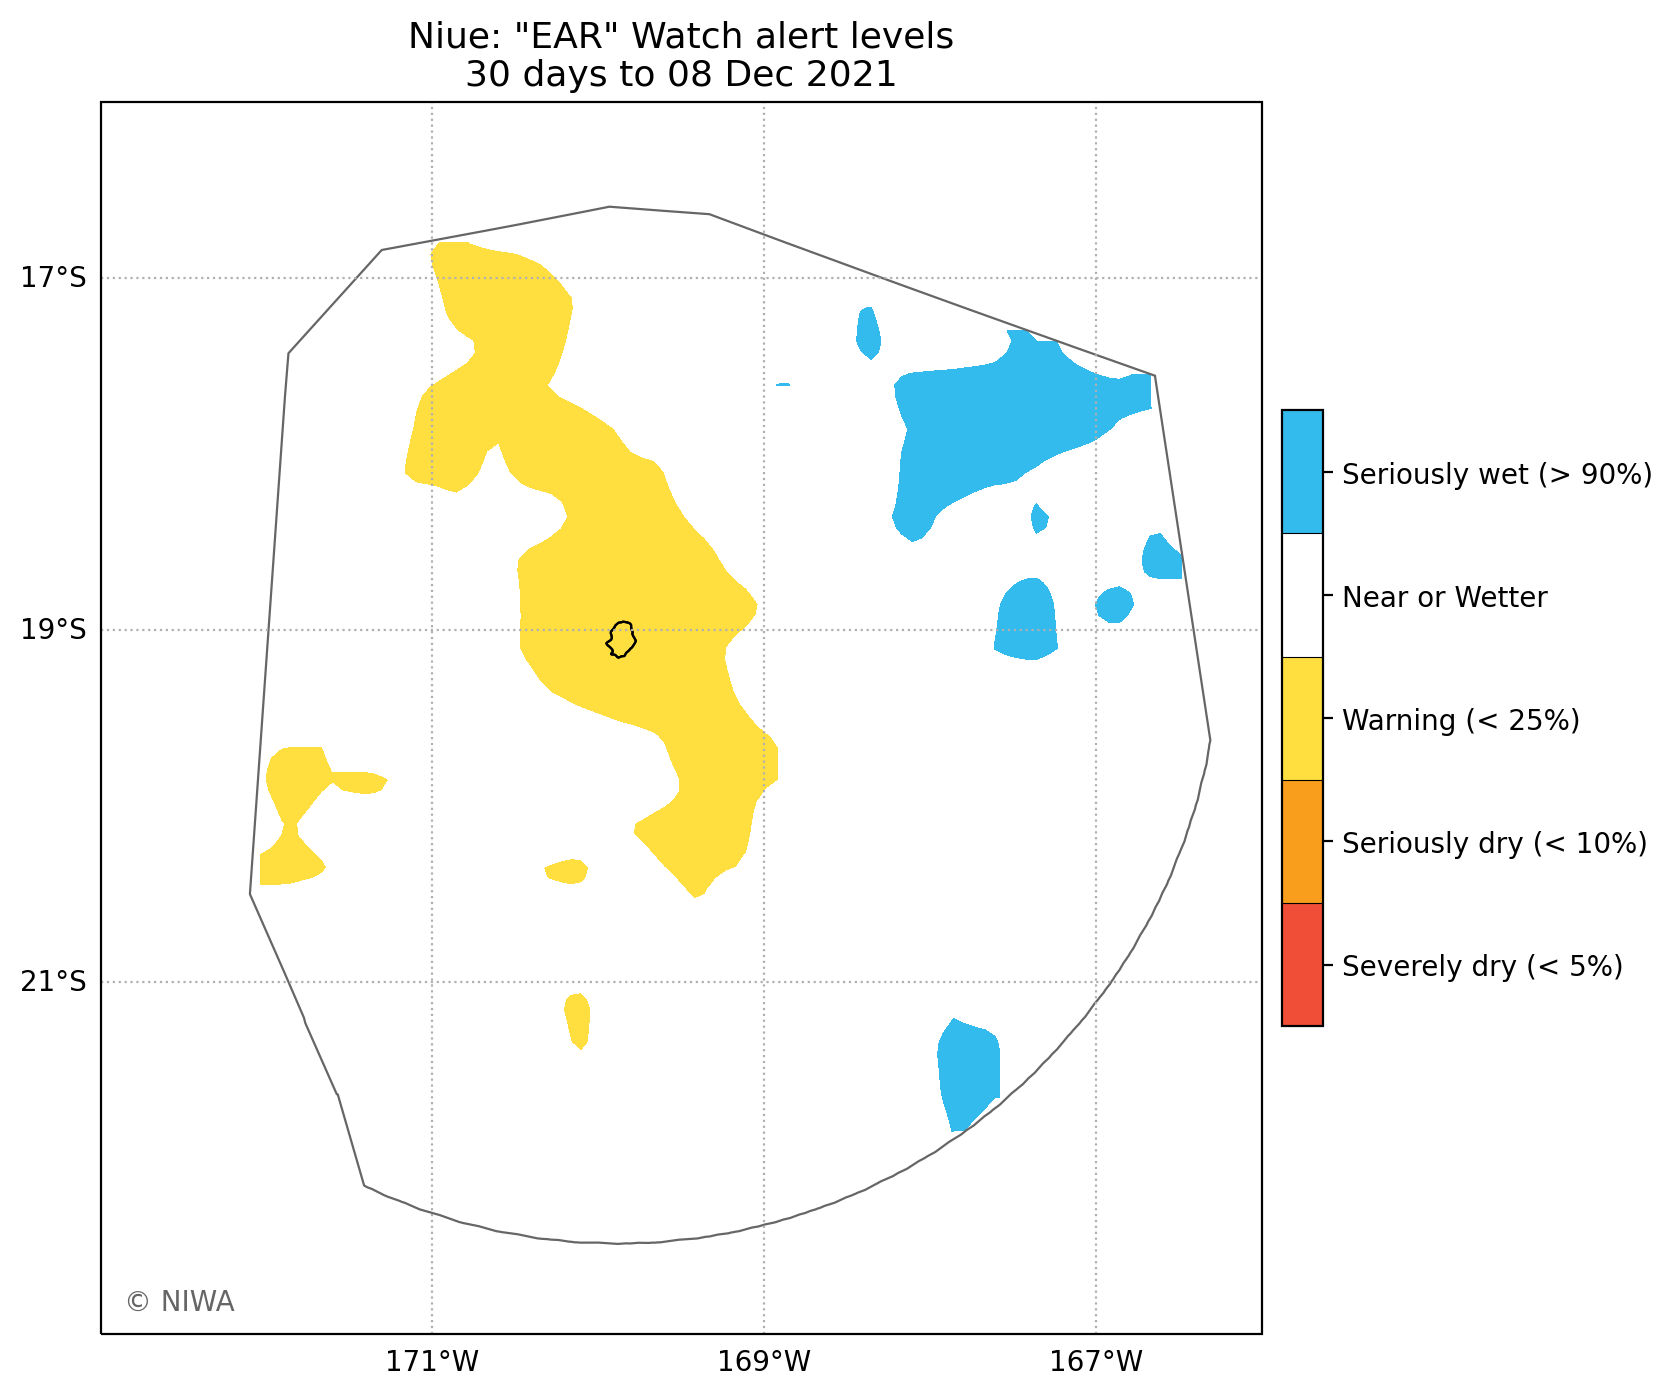 Niue: "EAR" Watch alert levels
30 days to 08 Dec 2021
17°S
19°S
21°S
171°W
169°W
167°W
Seriously wet (> 90%)
Near or Wetter
Warning (< 25%)
Seriously dry (< 10%)
Severely dry (< 5%)
© NIWA